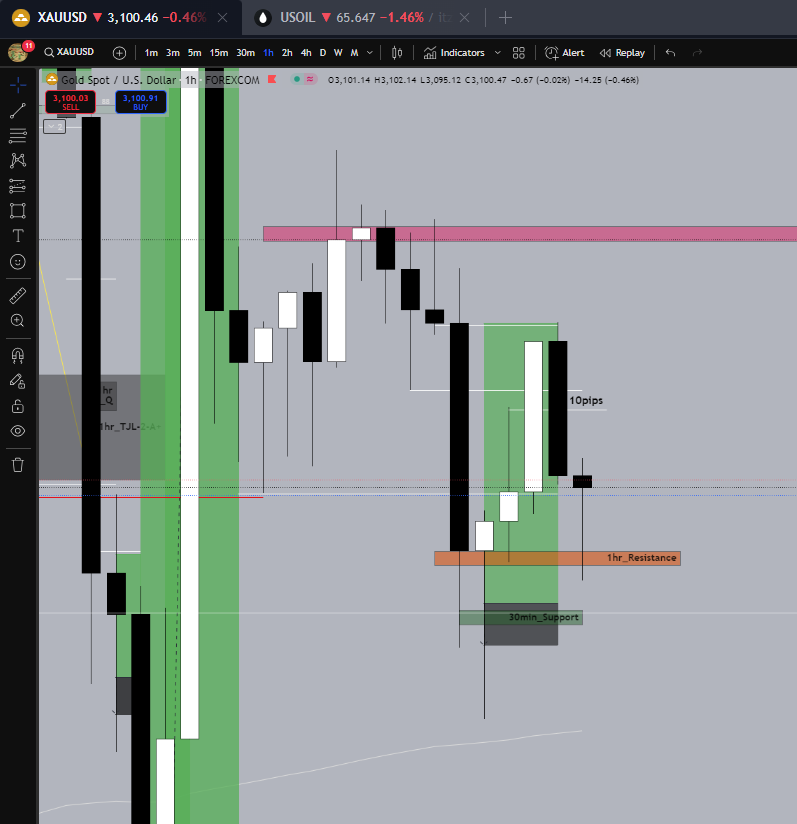 XAUUSD ▼ 3,100.46 −0.46%
USOIL ▼ 65.647 −1.46% /
11
XAUUSD
1m 3m 5m 15m 30m 1h 2h 4h D W M
Indicators
Alert
Replay
Gold Spot / U.S. Dollar · 1h · FOREXCOM
O3,101.14 H3,102.14 L3,095.12 C3,100.47 −0.67 (−0.02%) −14.25 (−0.46%)
3,100.03
SELL
3,100.91
BUY
hr
_Q
1hr_TJL-2-A-
10pips
1hr_Resistance
30min_Support